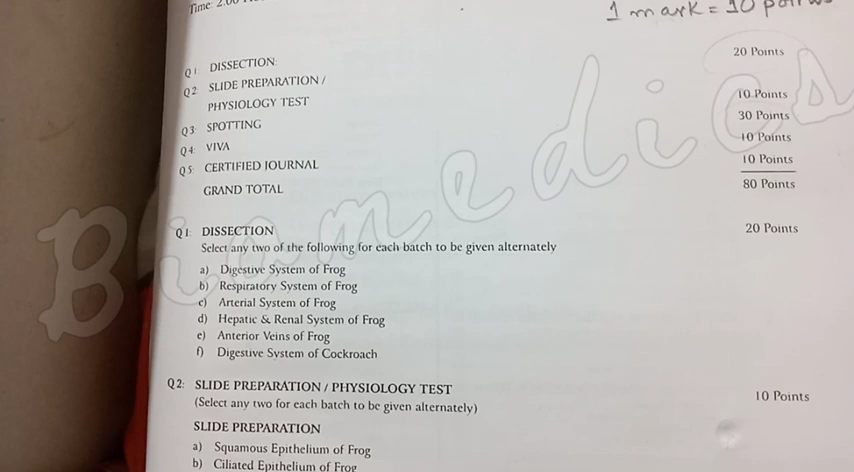 Time: 2:00
1 mark = 10 points
Q1: DISSECTION: 20 Points
Q2: SLIDE PREPARATION /
PHYSIOLOGY TEST 10 Points
Q3: SPOTTING 30 Points
Q4: VIVA 10 Points
Q5: CERTIFIED JOURNAL 10 Points
GRAND TOTAL 80 Points
Biomedics
Q1: DISSECTION 20 Points
Select any two of the following for each batch to be given alternately
a) Digestive System of Frog
b) Respiratory System of Frog
c) Arterial System of Frog
d) Hepatic & Renal System of Frog
e) Anterior Veins of Frog
f) Digestive System of Cockroach
Q2: SLIDE PREPARATION / PHYSIOLOGY TEST 10 Points
(Select any two for each batch to be given alternately)
SLIDE PREPARATION
a) Squamous Epithelium of Frog
b) Ciliated Epithelium of Frog